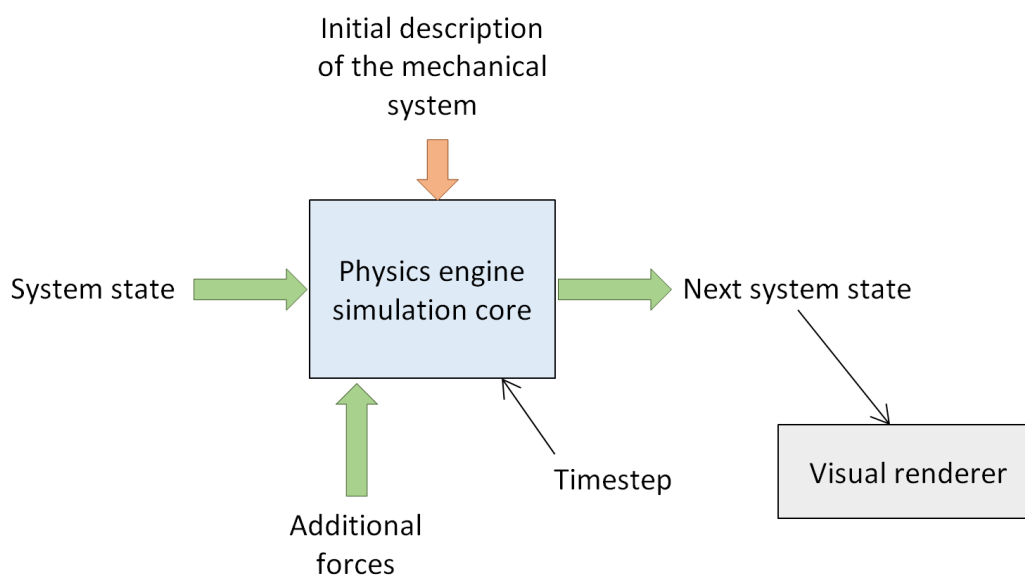 Initial description
of the mechanical
system
Physics engine
simulation core
System state
Next system state
Timestep
Visual renderer
Additional
forces